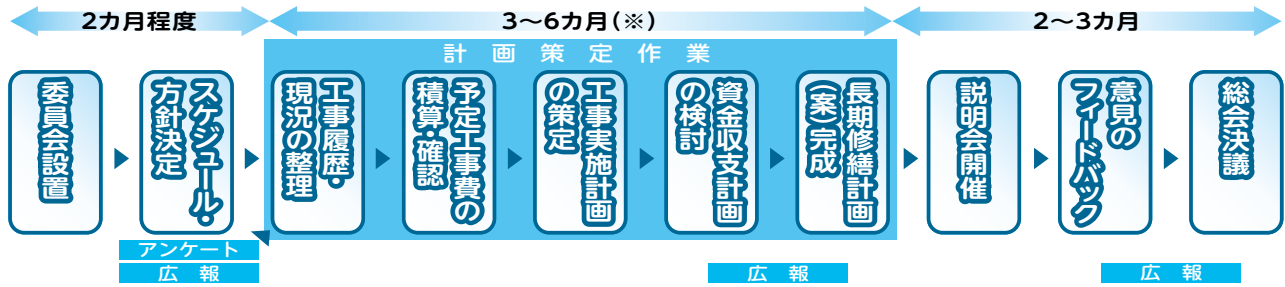 2カ月程度
3〜6カ月(※)
2〜3カ月
計画策定作業
委員会設置
スケジュール・
方針決定
工事履歴・
現況の整理
予定工事費の
積算・確認
工事実施計画
の策定
資金収支計画
の検討
長期修繕計画
(案)完成
説明会開催
意見の
フィードバック
総会決議
アンケート
広報
広報
広報